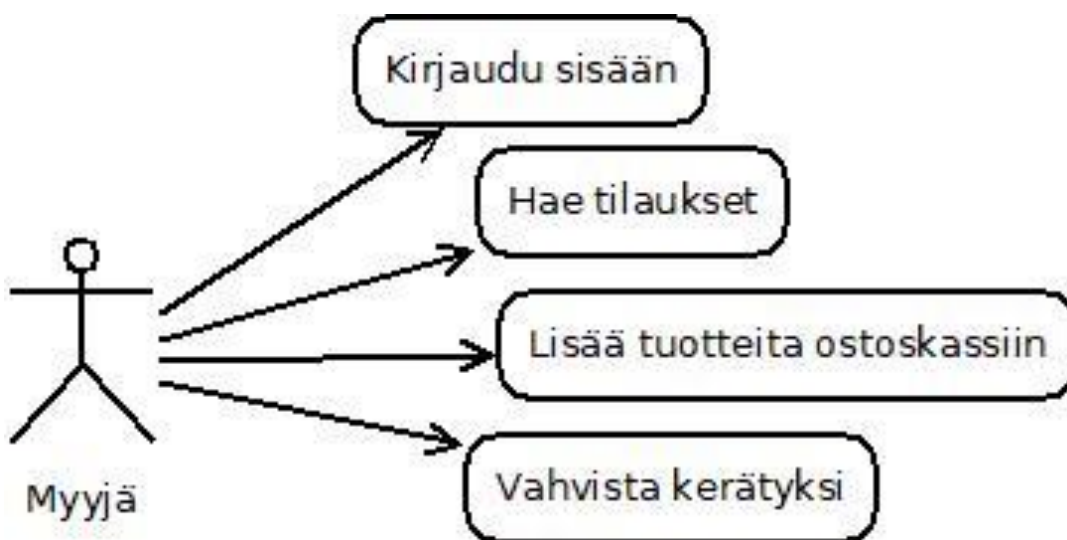 Kirjaudu sisään
Hae tilaukset
Lisää tuotteita ostoskassiin
Vahvista kerätyksi
Myyjä